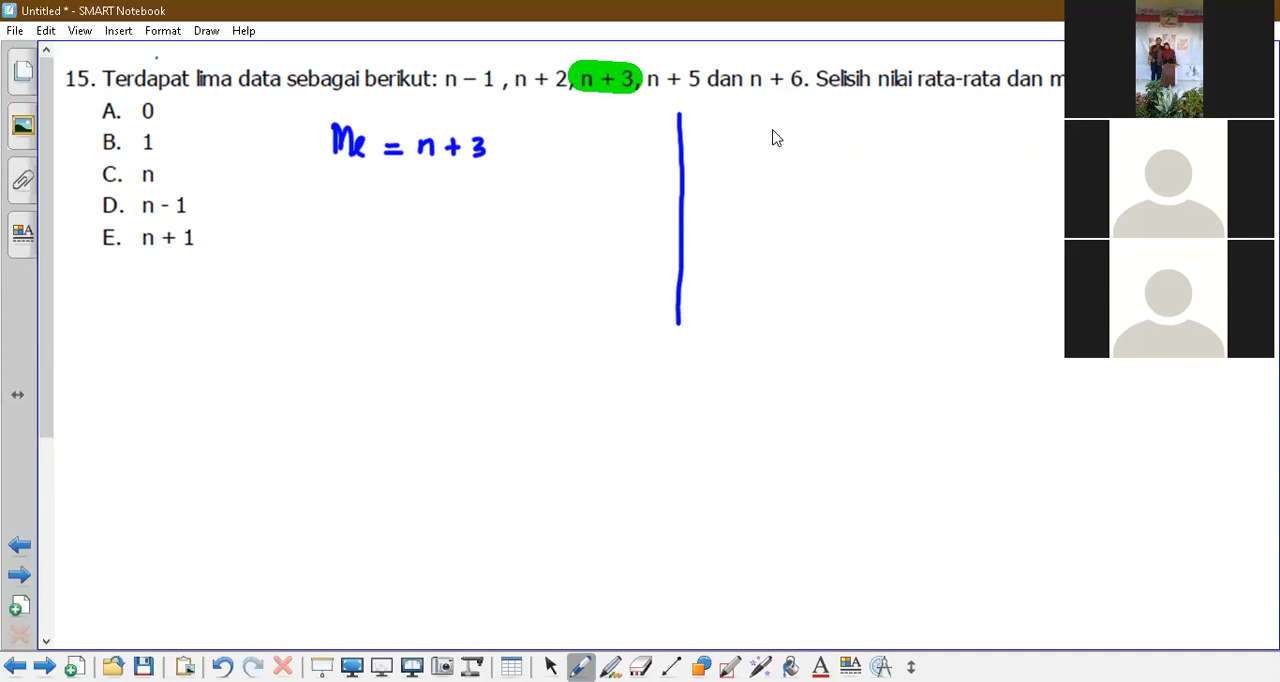 Untitled * - SMART Notebook
File Edit View Insert Format Draw Help
15. Terdapat lima data sebagai berikut: n − 1 , n + 2, n + 3, n + 5 dan n + 6. Selisih nilai rata-rata dan m
A. 0
B. 1
C. n
D. n - 1
E. n + 1
Me = n + 3